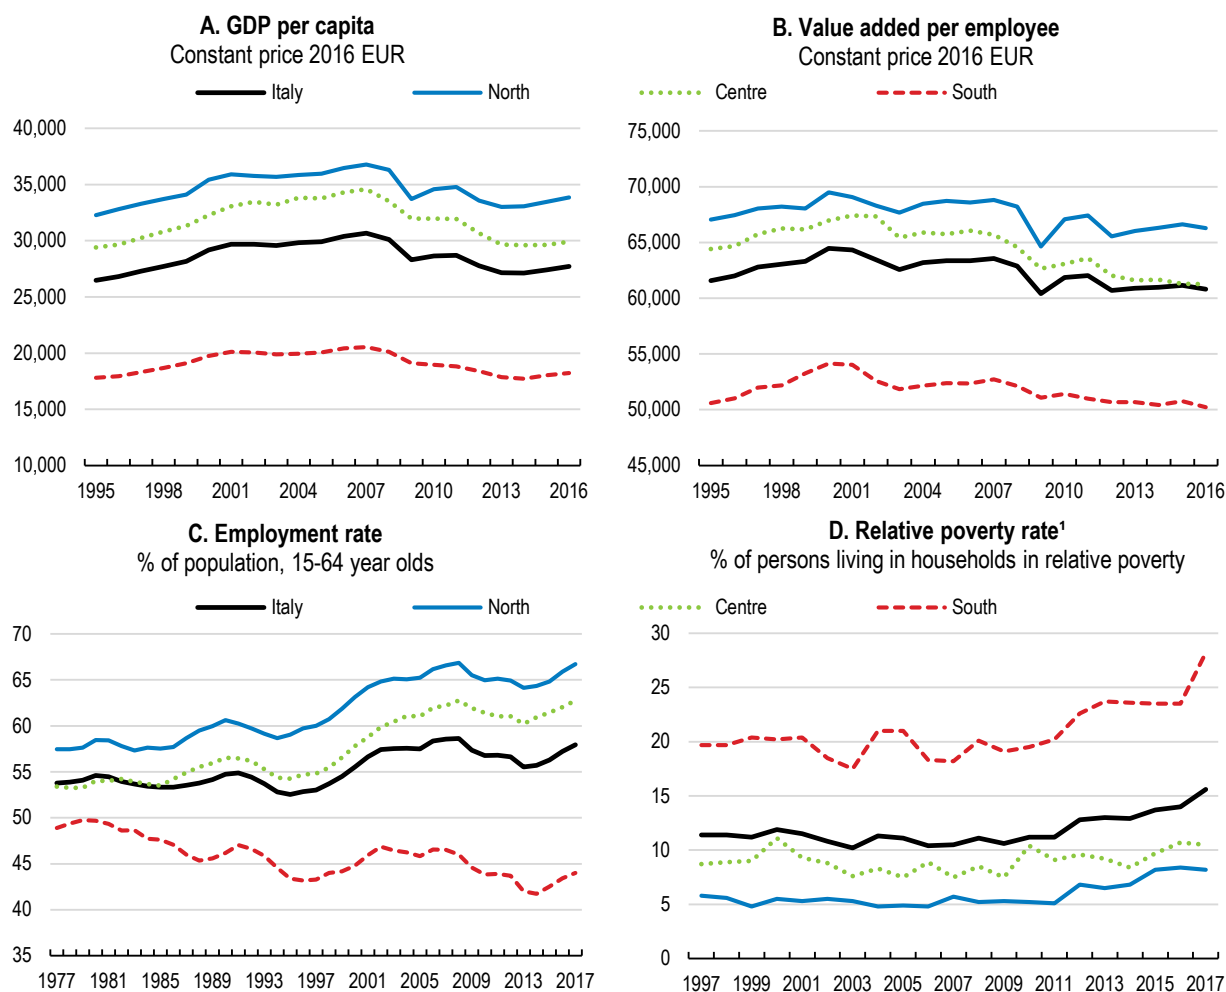 A. GDP per capita
Constant price 2016 EUR
B. Value added per employee
Constant price 2016 EUR
Italy North Centre South
40,000
35,000
30,000
25,000
20,000
15,000
10,000
1995 1998 2001 2004 2007 2010 2013 2016
75,000
70,000
65,000
60,000
55,000
50,000
45,000
1995 1998 2001 2004 2007 2010 2013 2016
C. Employment rate
% of population, 15-64 year olds
D. Relative poverty rate¹
% of persons living in households in relative poverty
Italy North Centre South
70
65
60
55
50
45
40
35
1977 1981 1985 1989 1993 1997 2001 2005 2009 2013 2017
30
25
20
15
10
5
0
1997 1999 2001 2003 2005 2007 2009 2011 2013 2015 2017